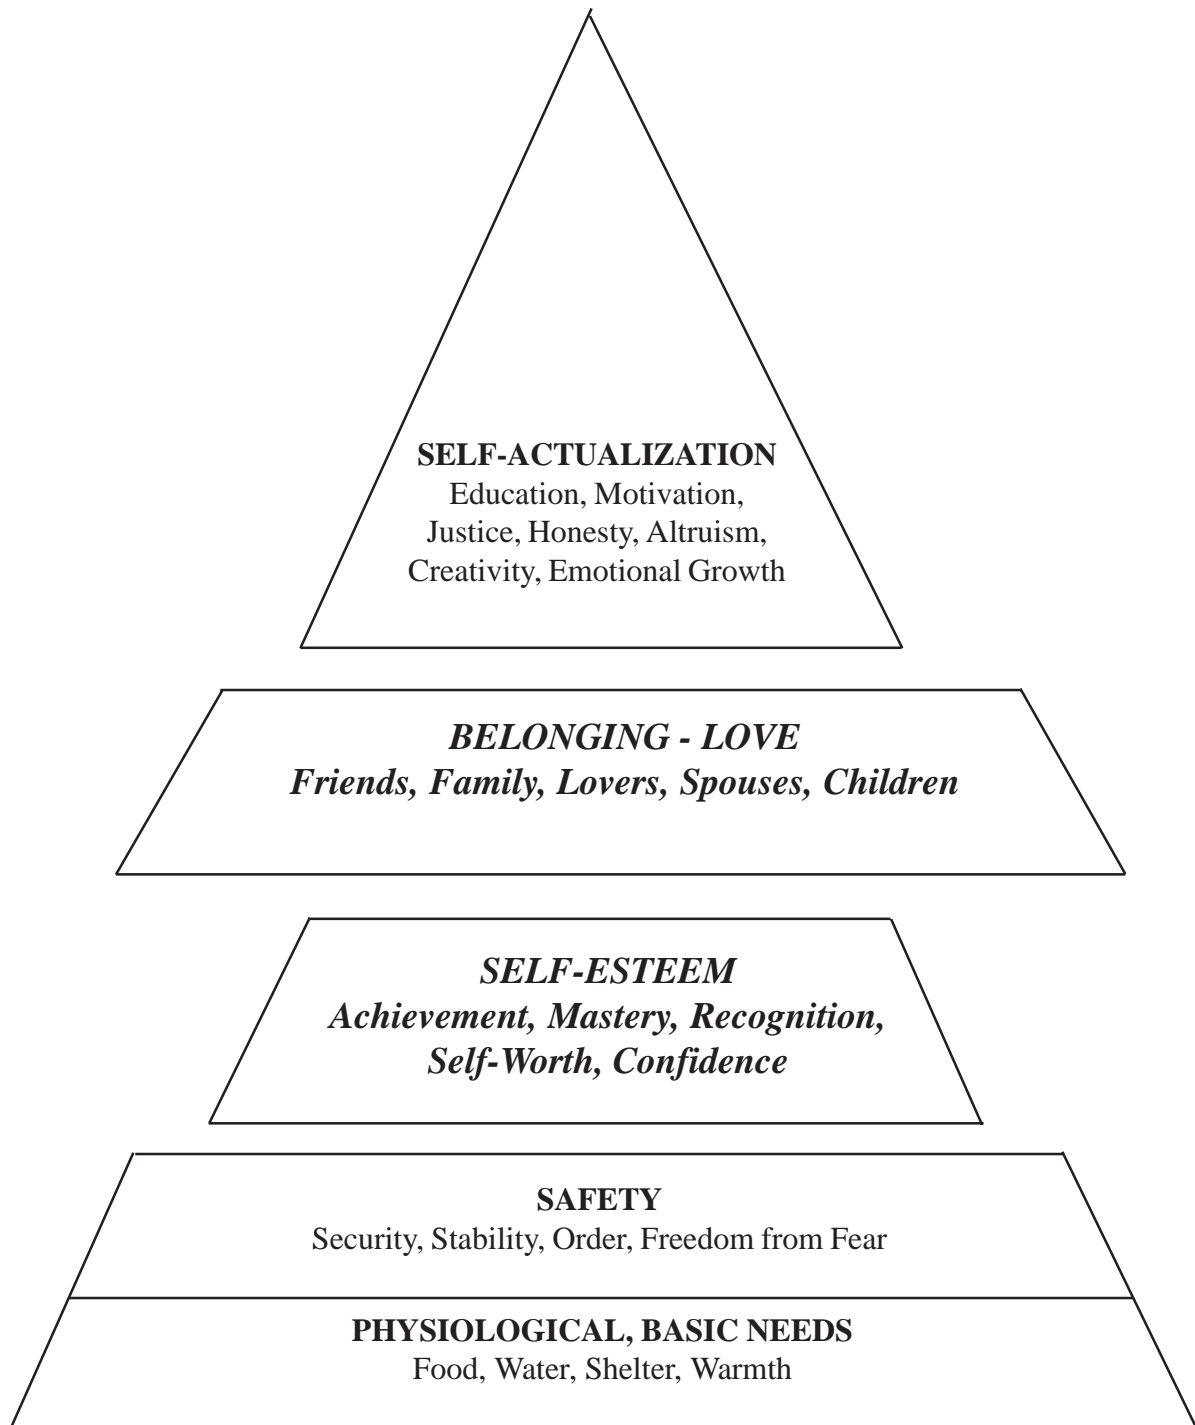 SELF-ACTUALIZATION
Education, Motivation,
Justice, Honesty, Altruism,
Creativity, Emotional Growth
BELONGING - LOVE
Friends, Family, Lovers, Spouses, Children
SELF-ESTEEM
Achievement, Mastery, Recognition,
Self-Worth, Confidence
SAFETY
Security, Stability, Order, Freedom from Fear
PHYSIOLOGICAL, BASIC NEEDS
Food, Water, Shelter, Warmth